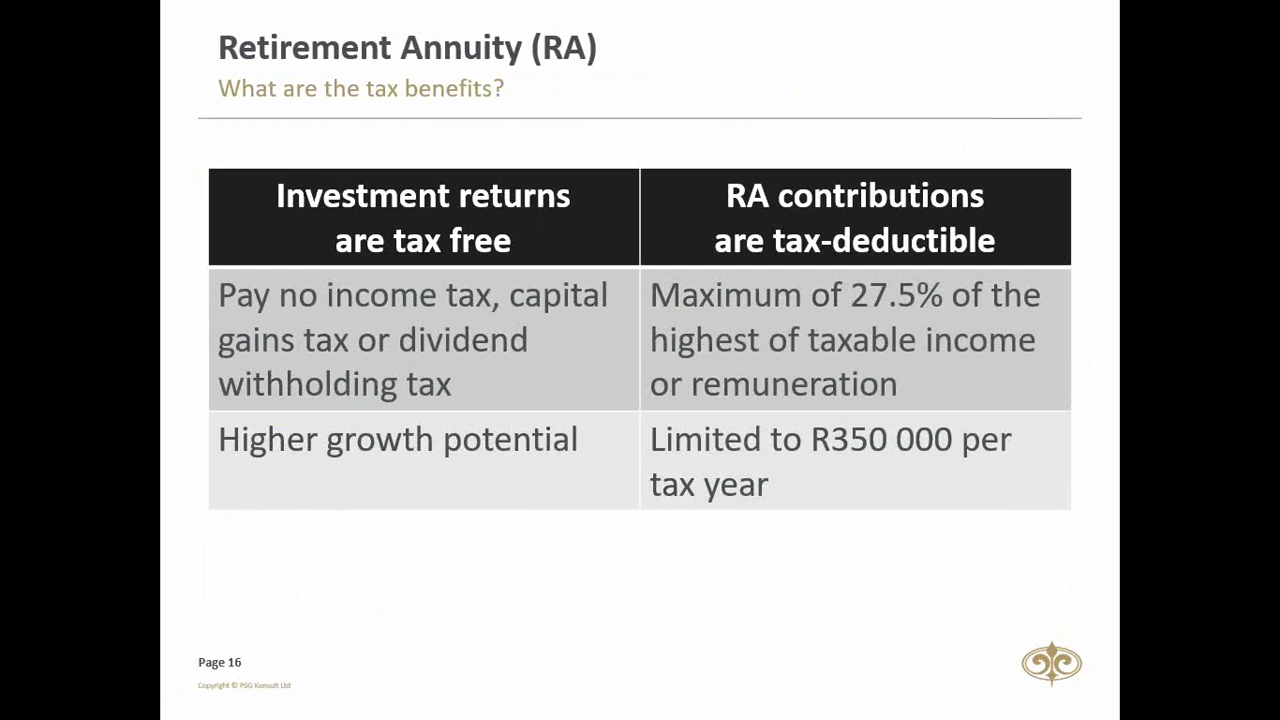 Retirement Annuity (RA)
What are the tax benefits?
Investment returns
are tax free
RA contributions
are tax-deductible
Pay no income tax, capital
gains tax or dividend
withholding tax
Maximum of 27.5% of the
highest of taxable income
or remuneration
Higher growth potential
Limited to R350 000 per
tax year
Page 16
Copyright © PSG Konsult Ltd